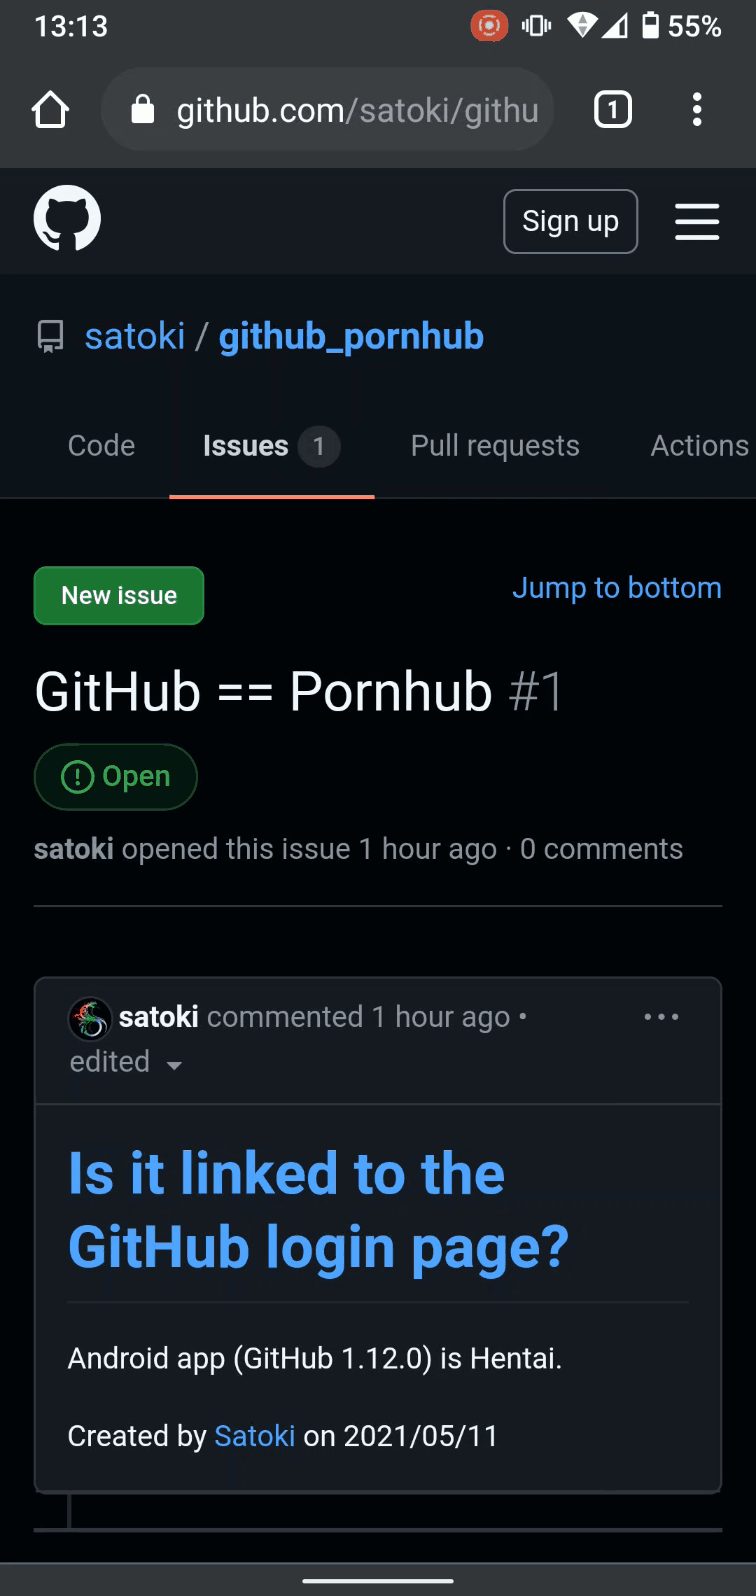 13:13
55%
github.com/satoki/githu
1
Sign up
satoki / github_pornhub
Code
Issues 1
Pull requests
Actions
New issue
Jump to bottom
GitHub == Pornhub #1
Open
satoki opened this issue 1 hour ago · 0 comments
satoki commented 1 hour ago •
edited
Is it linked to the
GitHub login page?
Android app (GitHub 1.12.0) is Hentai.
Created by Satoki on 2021/05/11